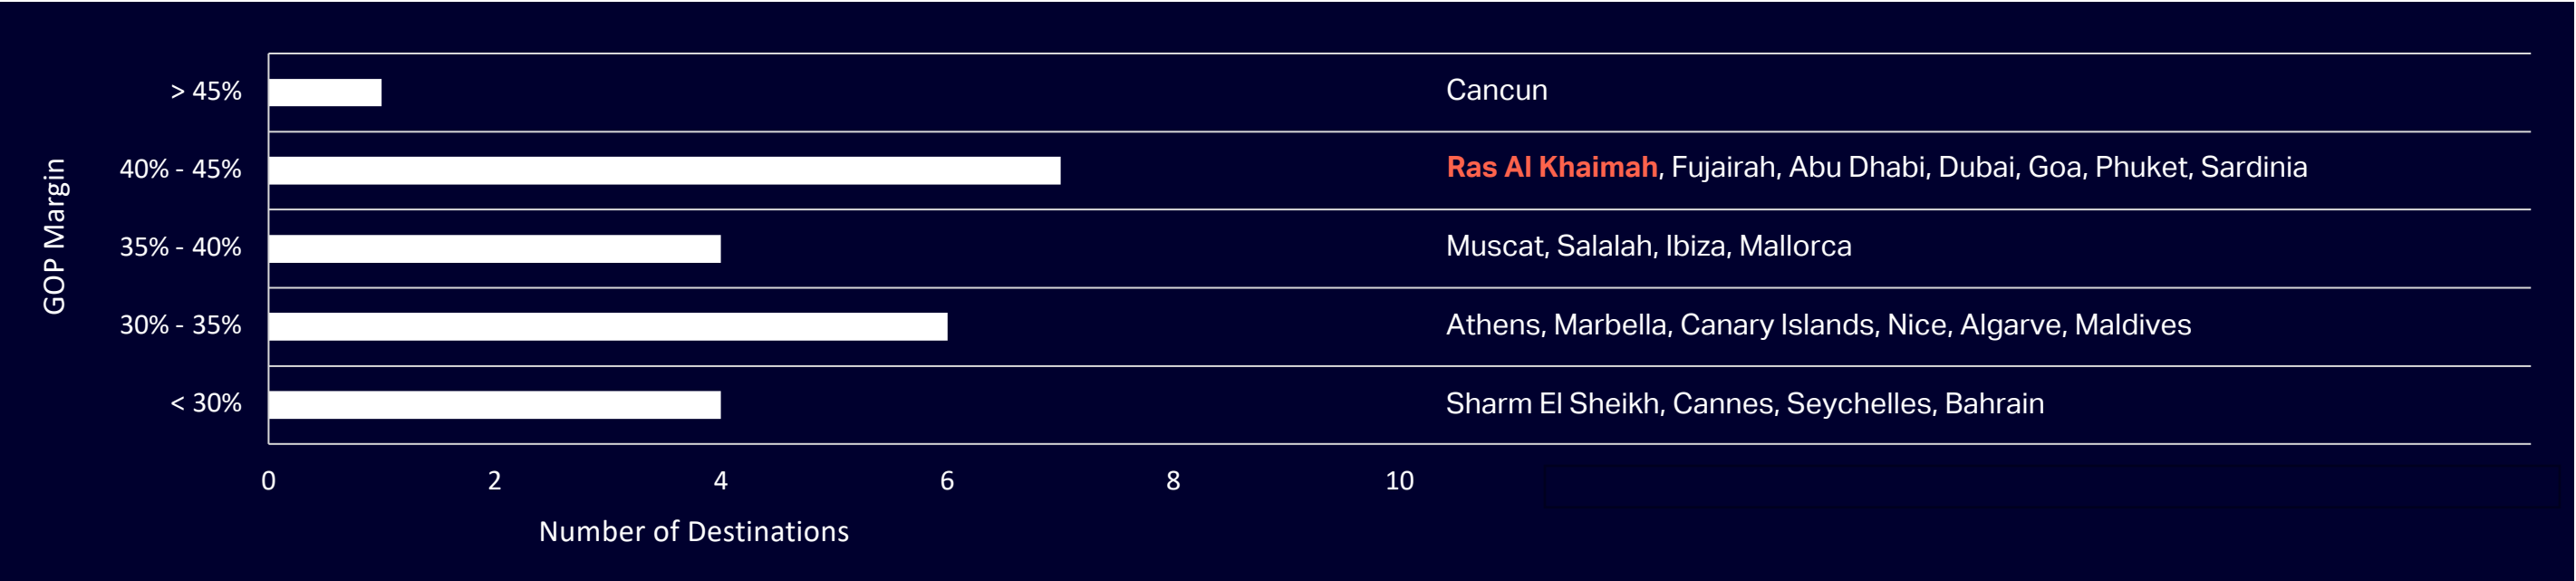 > 45%
Cancun
40% - 45%
Ras Al Khaimah, Fujairah, Abu Dhabi, Dubai, Goa, Phuket, Sardinia
GOP Margin
35% - 40%
Muscat, Salalah, Ibiza, Mallorca
30% - 35%
Athens, Marbella, Canary Islands, Nice, Algarve, Maldives
< 30%
Sharm El Sheikh, Cannes, Seychelles, Bahrain
0 2 4 6 8 10
Number of Destinations